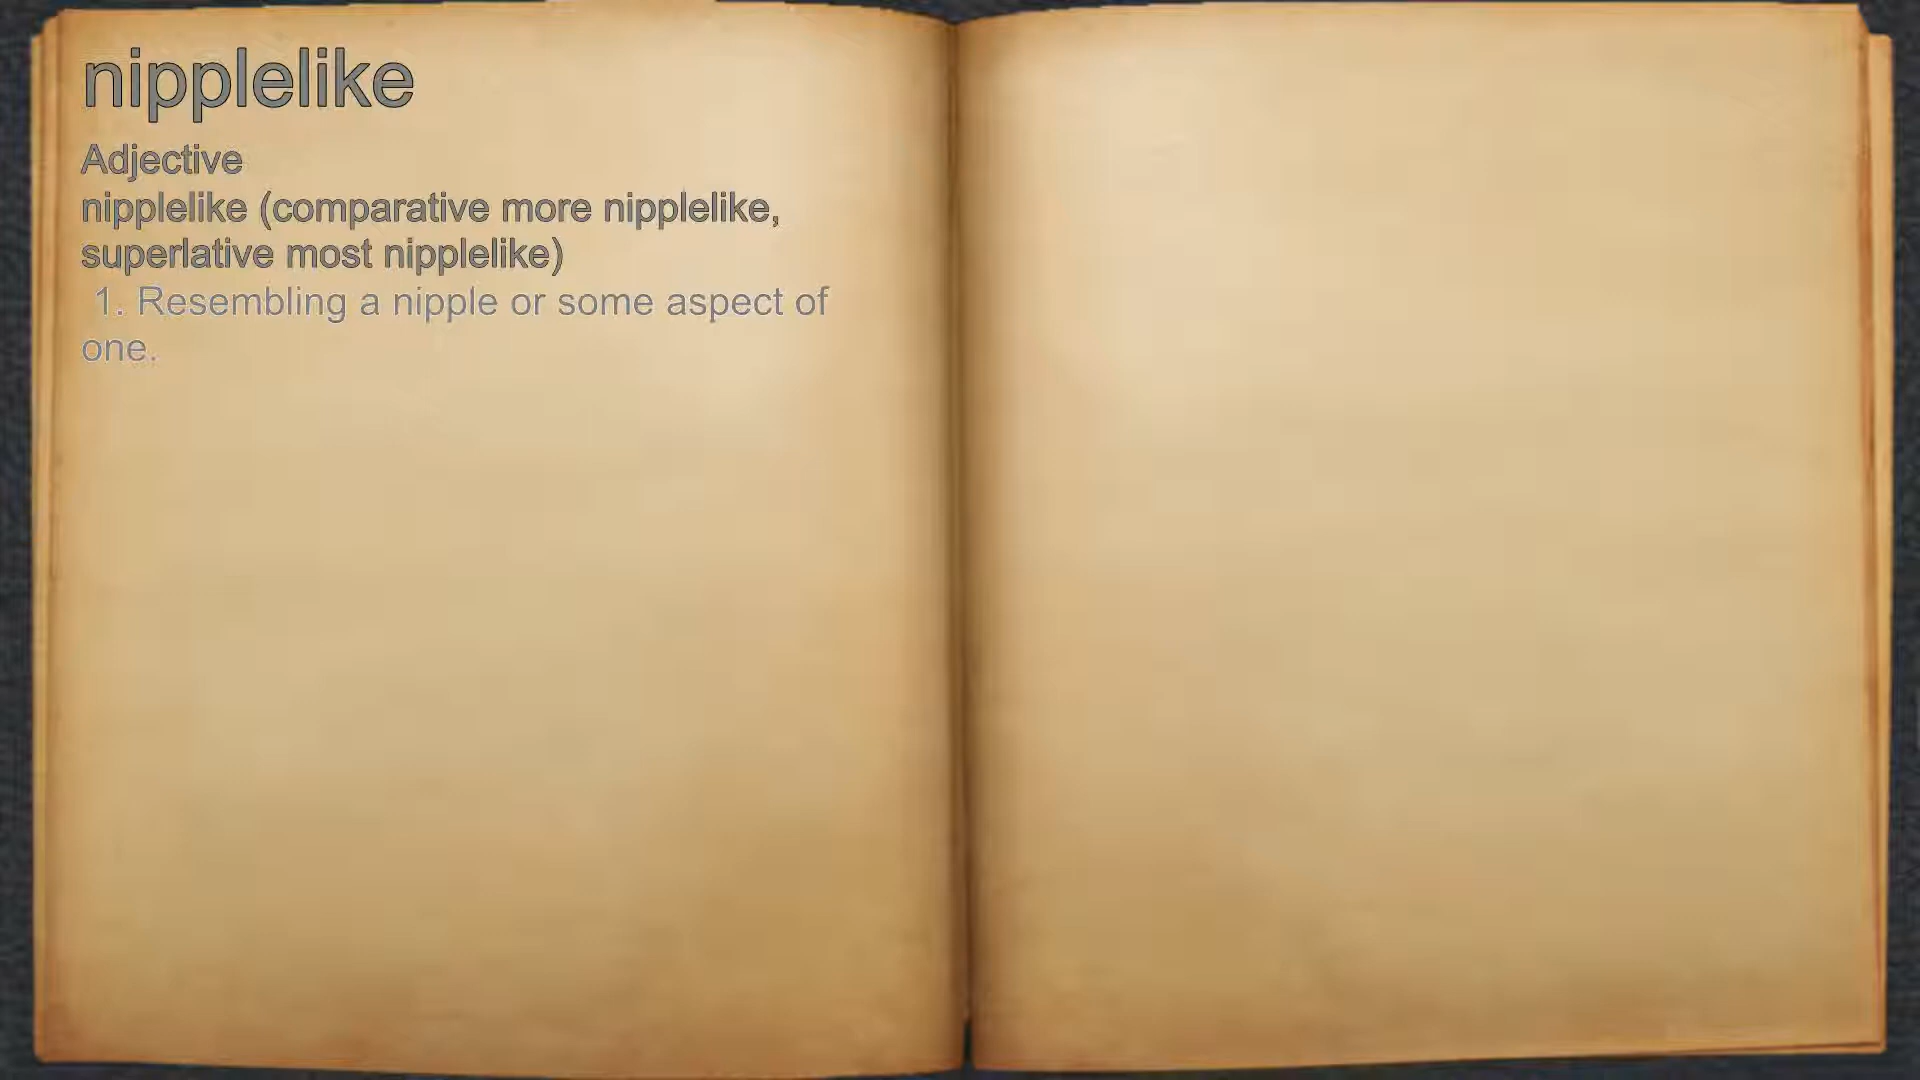 nipplelike
Adjective
nipplelike (comparative more nipplelike,
superlative most nipplelike)
1. Resembling a nipple or some aspect of
one.